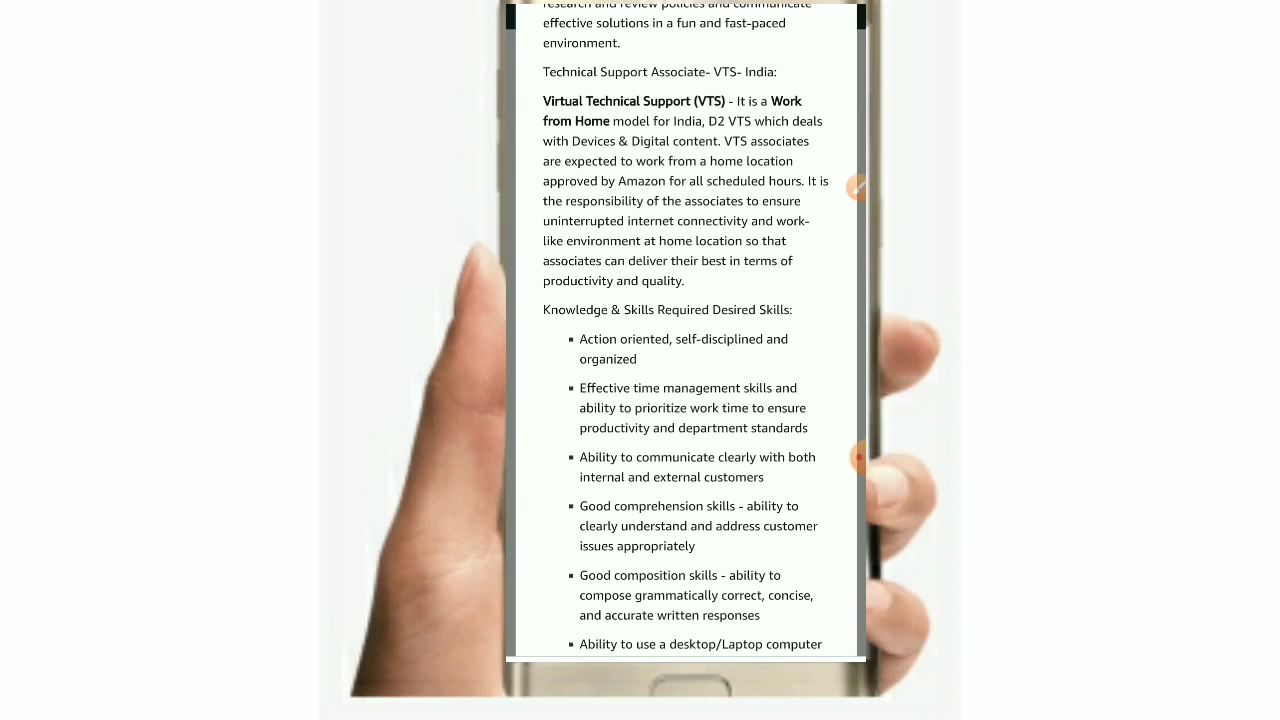 research and review policies and communicate
effective solutions in a fun and fast-paced
environment.
Technical Support Associate- VTS- India:
Virtual Technical Support (VTS) - It is a Work
from Home model for India, D2 VTS which deals
with Devices & Digital content. VTS associates
are expected to work from a home location
approved by Amazon for all scheduled hours. It is
the responsibility of the associates to ensure
uninterrupted internet connectivity and work-
like environment at home location so that
associates can deliver their best in terms of
productivity and quality.
Knowledge & Skills Required Desired Skills:
▪ Action oriented, self-disciplined and
organized
▪ Effective time management skills and
ability to prioritize work time to ensure
productivity and department standards
▪ Ability to communicate clearly with both
internal and external customers
▪ Good comprehension skills - ability to
clearly understand and address customer
issues appropriately
▪ Good composition skills - ability to
compose grammatically correct, concise,
and accurate written responses
▪ Ability to use a desktop/Laptop computer